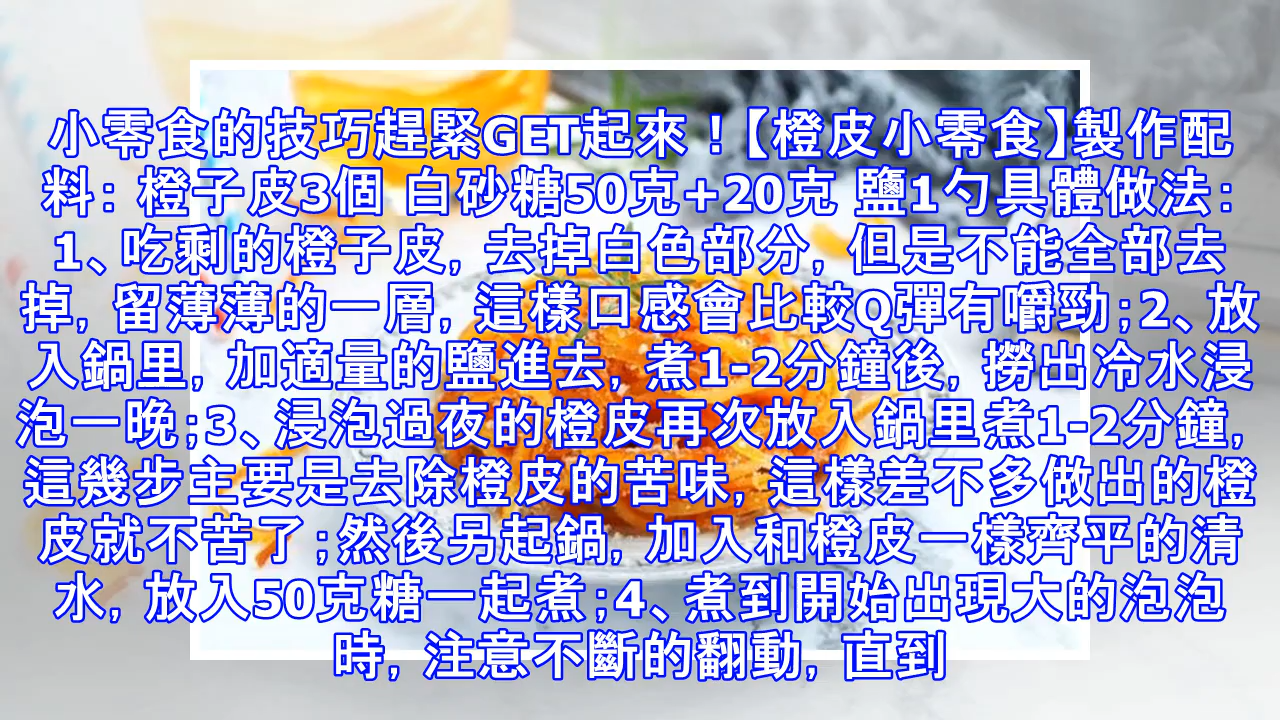 小零食的技巧趕緊GET起來！【橙皮小零食】製作配
料：橙子皮3個 白砂糖50克+20克 鹽1勺具體做法：
1、吃剩的橙子皮，去掉白色部分，但是不能全部去
掉，留薄薄的一層，這樣口感會比較Q彈有嚼勁；2、放
入鍋里，加適量的鹽進去，煮1-2分鐘後，撈出冷水浸
泡一晚；3、浸泡過夜的橙皮再次放入鍋里煮1-2分鐘，
這幾步主要是去除橙皮的苦味，這樣差不多做出的橙
皮就不苦了；然後另起鍋，加入和橙皮一樣齊平的清
水，放入50克糖一起煮；4、煮到開始出現大的泡泡
時，注意不斷的翻動，直到